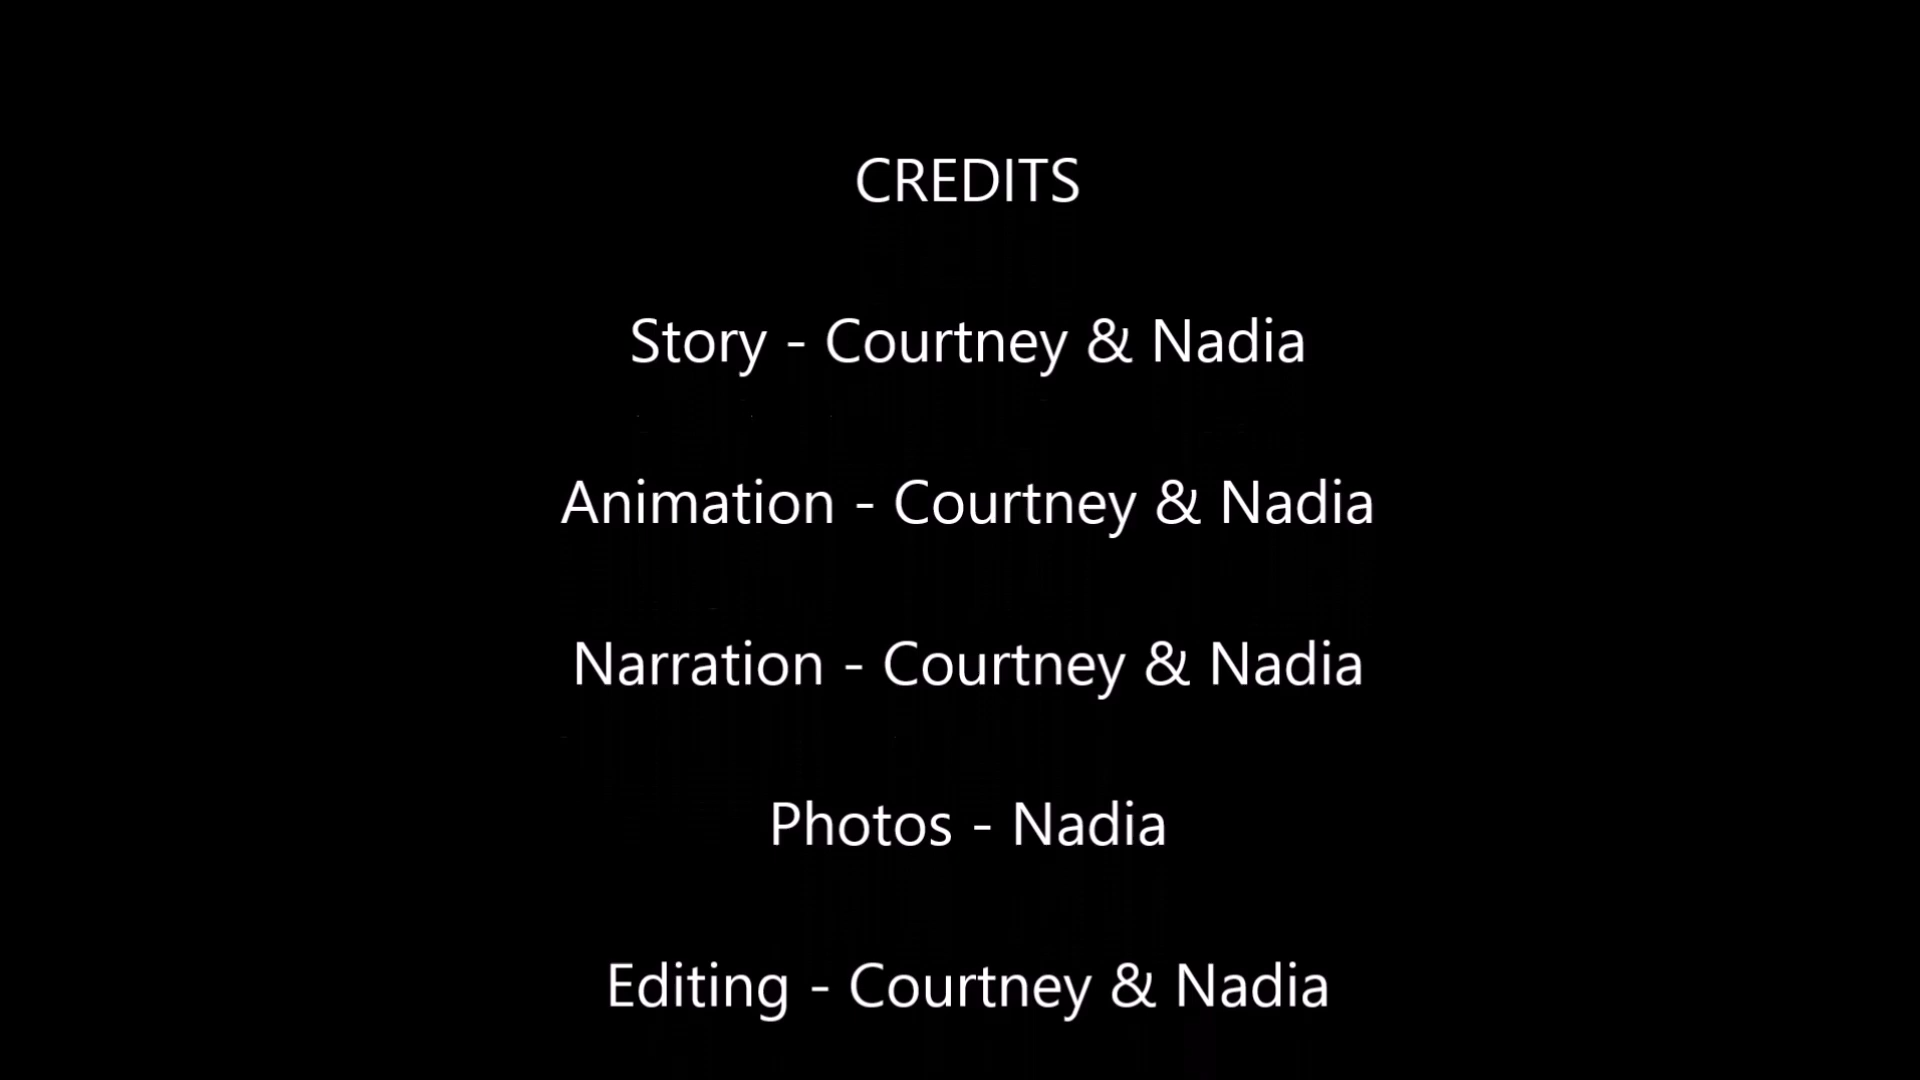 CREDITS
Story - Courtney & Nadia
Animation - Courtney & Nadia
Narration - Courtney & Nadia
Photos - Nadia
Editing - Courtney & Nadia